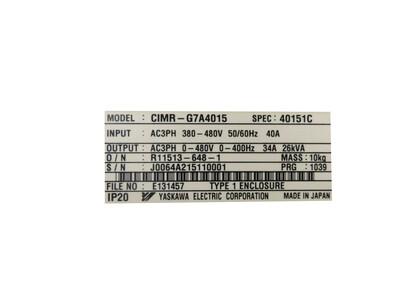 MODEL : CIMR-G7A4015 SPEC: 40151C
INPUT : AC3PH 380-480V 50/60Hz 40A
OUTPUT : AC3PH 0-480V 0-400Hz 34A 26kVA
O / N : R11513-648-1 MASS: 10kg
S / N : J0064A215110001 PRG : 1039
FILE NO : E131457 TYPE 1 ENCLOSURE
IP20 YASKAWA ELECTRIC CORPORATION MADE IN JAPAN